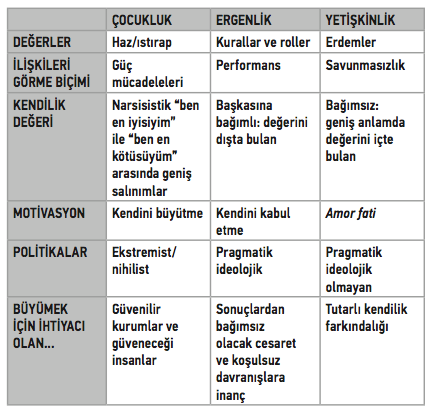 ÇOCUKLUK ERGENLİK YETİŞKİNLİK
DEĞERLER Haz/ıstırap Kurallar ve roller Erdemler
İLİŞKİLERİ Güç Performans Savunmasızlık
GÖRME BİÇİMİ mücadeleleri
KENDİLİK Narsisistik “ben Başkasına Bağımsız:
DEĞERİ en iyisiyim” bağımlı: değerini geniş anlamda
ile “ben en dışta bulan değerini içte
kötüsüyüm” bulan
arasında geniş
salınımlar
MOTİVASYON Kendini büyütme Kendini kabul Amor fati
etme
POLİTİKALAR Ekstremist/ Pragmatik Pragmatik
nihilist ideolojik ideolojik
olmayan
BÜYÜMEK Güvenilir Sonuçlardan Tutarlı kendilik
İÇİN İHTİYACI kurumlar ve bağımsız farkındalığı
OLAN... güveneceği olacak cesaret
insanlar ve koşulsuz
davranışlara
inanç